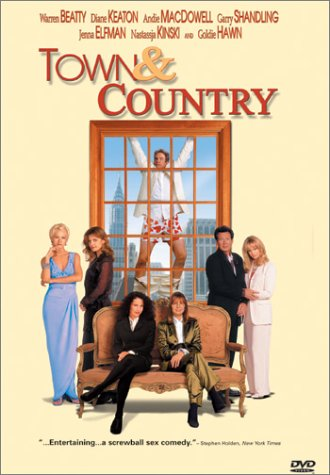 Warren BEATTY Diane KEATON Andie MacDOWELL Garry SHANDLING
Jenna ELFMAN Nastassja KINSKI AND Goldie HAWN
TOWN &
COUNTRY
"...Entertaining...a screwball sex comedy." – Stephen Holden, New York Times
DVD
VIDEO